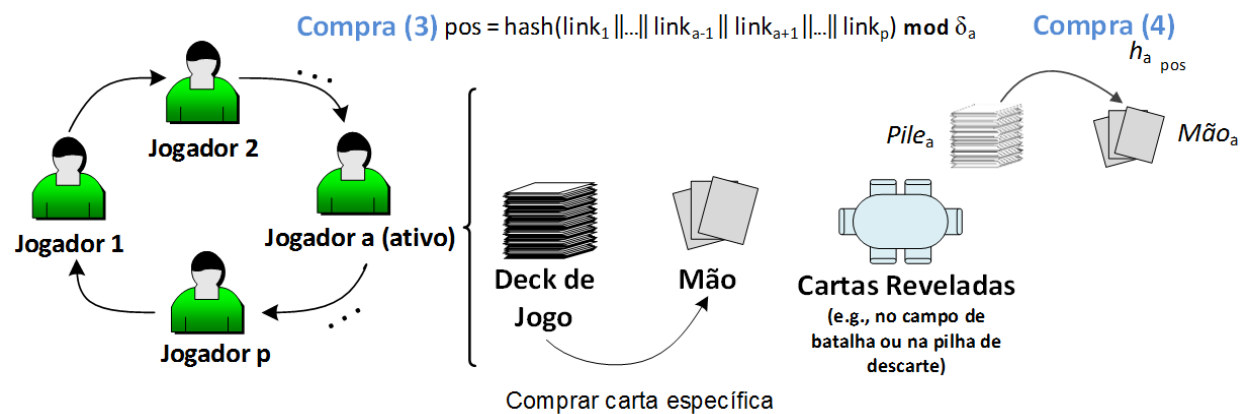 Compra (3) pos = hash(link1 ||...|| linka-1 || linka+1 ||...|| linkp) mod δa
Compra (4)
ha pos
...
Jogador 2
Pilea
Mãoa
Jogador 1
Jogador a (ativo)
Deck de
Jogo
Mão
Cartas Reveladas
(e.g., no campo de
batalha ou na pilha de
descarte)
...
Jogador p
Comprar carta específica